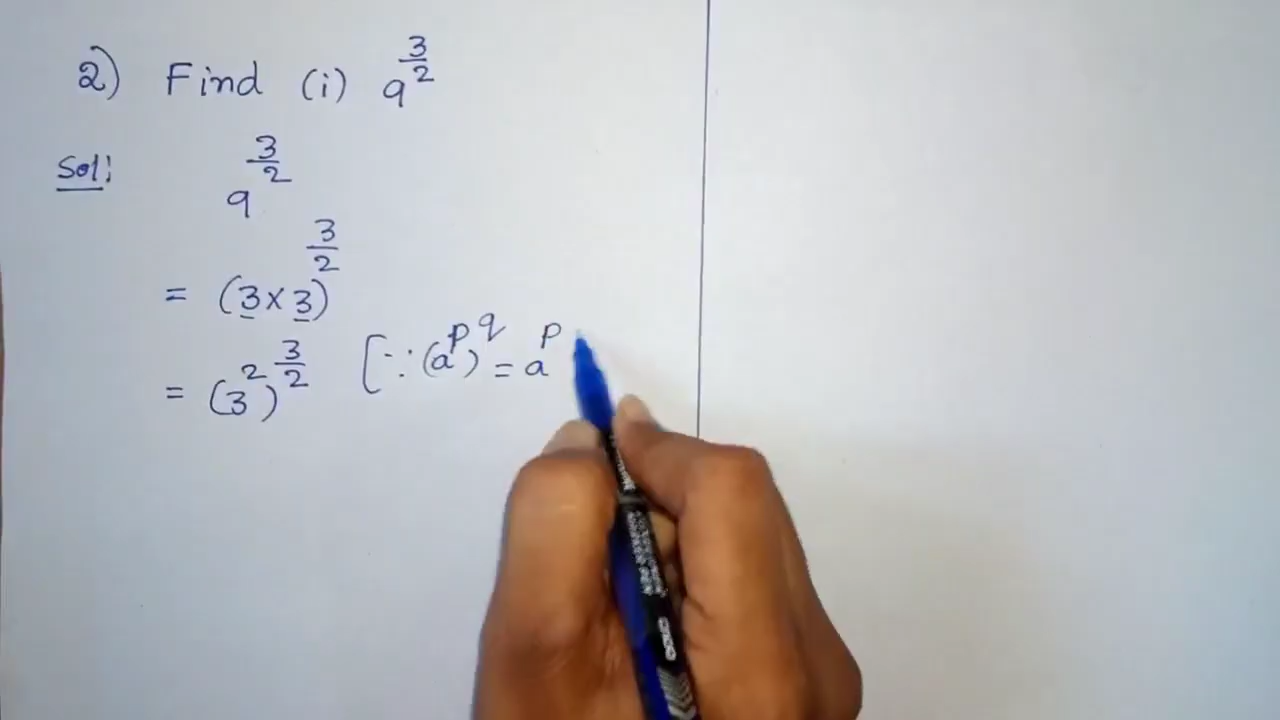 2) Find (i) 9^{3/2}
Sol:
9^{3/2}
= (3×3)^{3/2}
= (3^2)^{3/2} [∵ (a^p)^q = a^p